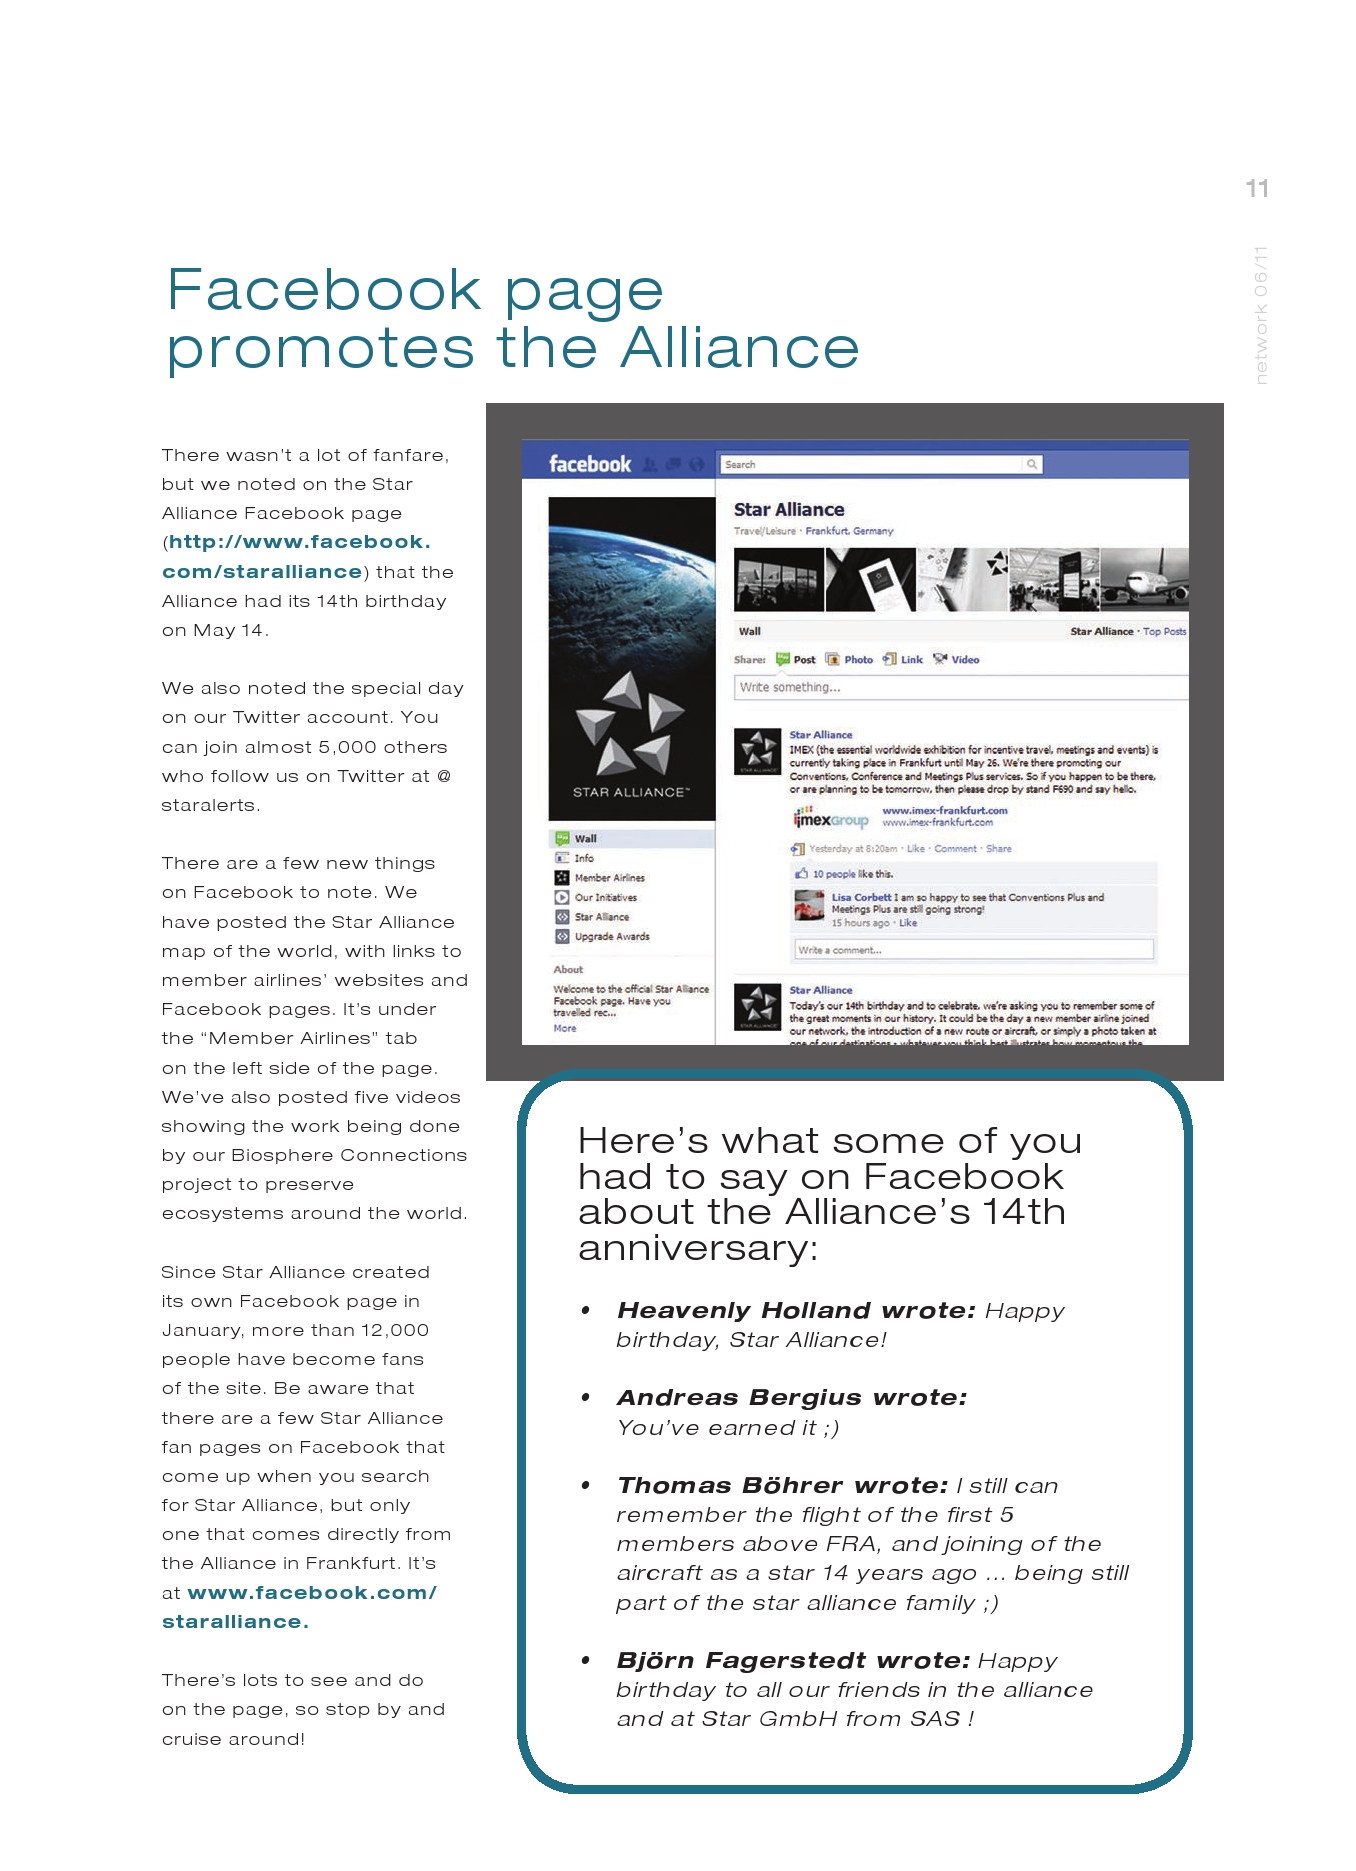 11
network 06/11
Facebook page
promotes the Alliance
There wasn't a lot of fanfare,
but we noted on the Star
Alliance Facebook page
(http://www.facebook.
com/staralliance) that the
Alliance had its 14th birthday
on May 14.
We also noted the special day
on our Twitter account. You
can join almost 5,000 others
who follow us on Twitter at @
staralerts.
There are a few new things
on Facebook to note. We
have posted the Star Alliance
map of the world, with links to
member airlines' websites and
Facebook pages. It's under
the “Member Airlines” tab
on the left side of the page.
We've also posted five videos
showing the work being done
by our Biosphere Connections
project to preserve
ecosystems around the world.
Since Star Alliance created
its own Facebook page in
January, more than 12,000
people have become fans
of the site. Be aware that
there are a few Star Alliance
fan pages on Facebook that
come up when you search
for Star Alliance, but only
one that comes directly from
the Alliance in Frankfurt. It's
at www.facebook.com/
staralliance.
There's lots to see and do
on the page, so stop by and
cruise around!
facebook
Search
STAR ALLIANCE™
Wall
Info
Member Airlines
Our Initiatives
Star Alliance
Upgrade Awards
About
Welcome to the official Star Alliance
Facebook page. Have you
travelled rec...
More
Star Alliance
Travel/Leisure · Frankfurt, Germany
Wall
Star Alliance · Top Posts
Share: Post Photo Link Video
Write something...
STAR ALLIANCE
Star Alliance
IMEX (the essential worldwide exhibition for incentive travel, meetings and events) is
currently taking place in Frankfurt until May 26. We're there promoting our
Conventions, Conference and Meetings Plus services. So if you happen to be there,
or are planning to be tomorrow, then please drop by stand F690 and say hello.
imexGROUP
www.imex-frankfurt.com
www.imex-frankfurt.com
Yesterday at 8:20am · Like · Comment · Share
10 people like this.
Lisa Corbett I am so happy to see that Conventions Plus and
Meetings Plus are still going strong!
15 hours ago · Like
Write a comment...
STAR ALLIANCE
Star Alliance
Today's our 14th birthday and to celebrate, we're asking you to remember some of
the great moments in our history. It could be the day a new member airline joined
our network, the introduction of a new route or aircraft, or simply a photo taken at
one of our destinations - whatever you think best illustrates how momentous the
Here's what some of you
had to say on Facebook
about the Alliance's 14th
anniversary:
• Heavenly Holland wrote: Happy
birthday, Star Alliance!
• Andreas Bergius wrote:
You've earned it ;)
• Thomas Böhrer wrote: I still can
remember the flight of the first 5
members above FRA, and joining of the
aircraft as a star 14 years ago ... being still
part of the star alliance family ;)
• Björn Fagerstedt wrote: Happy
birthday to all our friends in the alliance
and at Star GmbH from SAS !